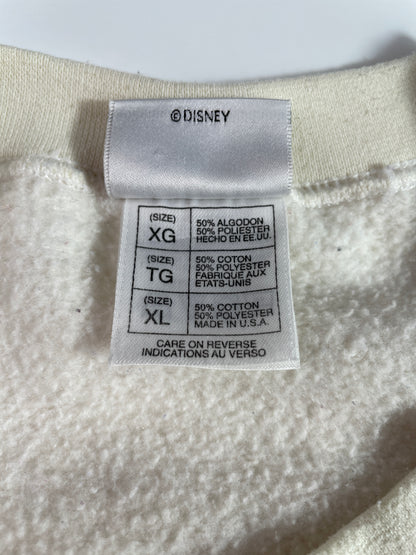 ©DISNEY
(SIZE)
XG
50% ALGODON
50% POLIESTER
HECHO EN EE.UU.
(SIZE)
TG
50% COTON
50% POLYESTER
FABRIQUE AUX
ETATS-UNIS
(SIZE)
XL
50% COTTON
50% POLYESTER
MADE IN U.S.A.
CARE ON REVERSE
INDICATIONS AU VERSO